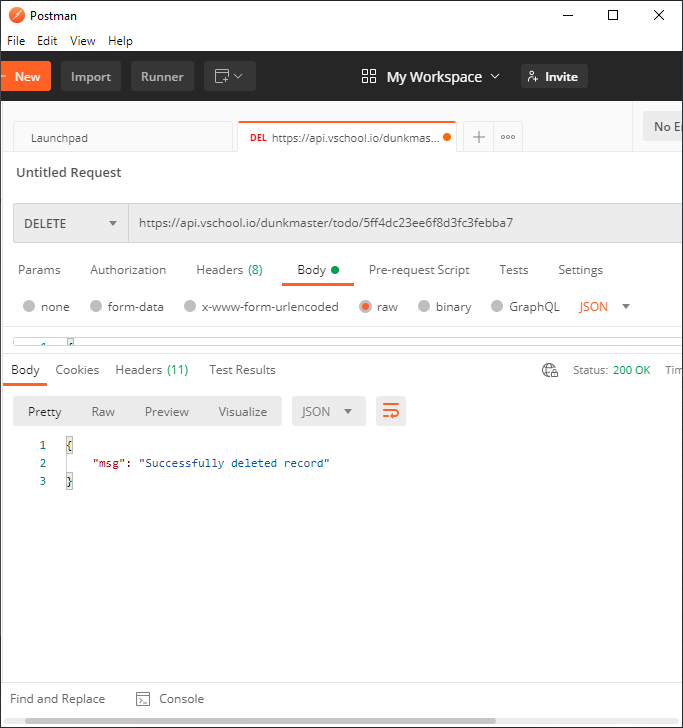 Postman
File Edit View Help
New Import Runner My Workspace Invite
Launchpad DEL https://api.vschool.io/dunkmas... No E
Untitled Request
DELETE https://api.vschool.io/dunkmaster/todo/5ff4dc23ee6f8d3fc3febba7
Params Authorization Headers (8) Body Pre-request Script Tests Settings
none form-data x-www-form-urlencoded raw binary GraphQL JSON
Body Cookies Headers (11) Test Results Status: 200 OK Tim
Pretty Raw Preview Visualize JSON
1 {
2 "msg": "Successfully deleted record"
3 }
Find and Replace Console